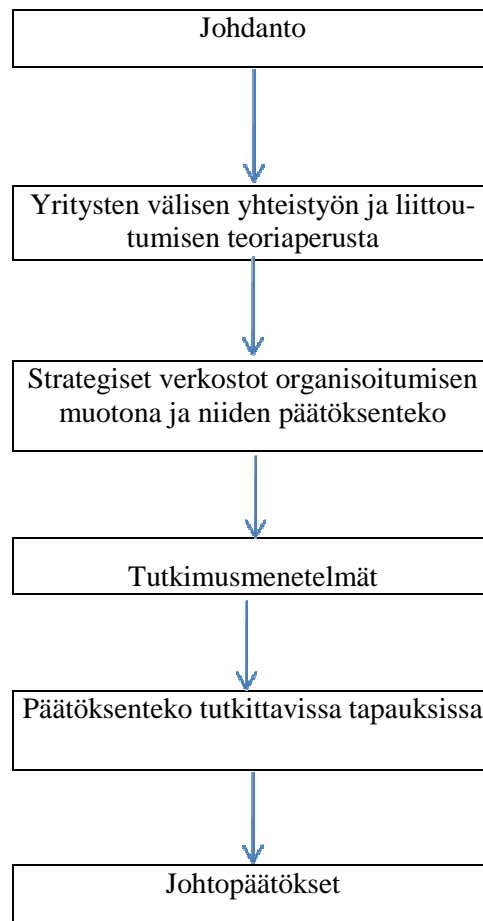 Johdanto
Yritysten välisen yhteistyön ja liittou-
tumisen teoriaperusta
Strategiset verkostot organisoitumisen
muotona ja niiden päätöksenteko
Tutkimusmenetelmät
Päätöksenteko tutkittavissa tapauksissa
Johtopäätökset